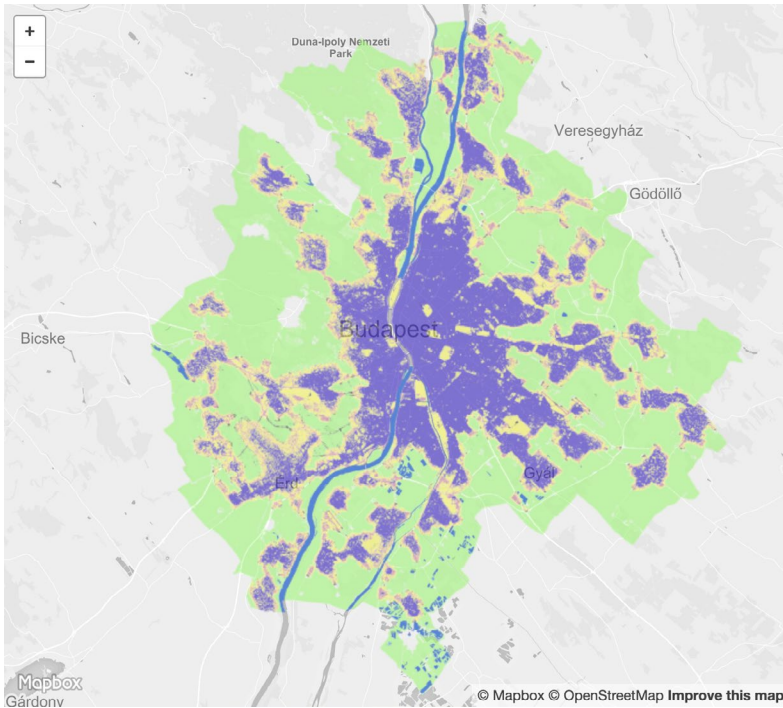 +
−
Duna-Ipoly Nemzeti
Park
Veresegyház
Gödöllő
Bicske
Budapest
Érd
Gyál
Mapbox
Gárdony
© Mapbox © OpenStreetMap Improve this map